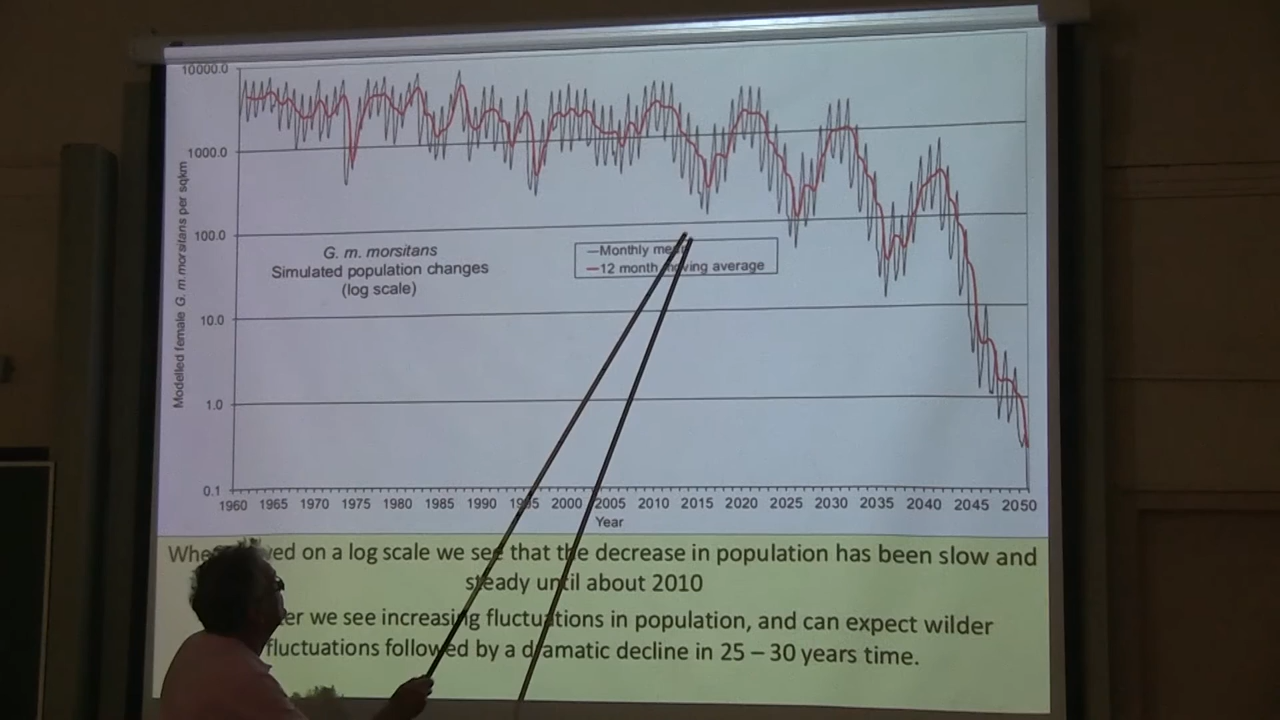 10000.0
1000.0
100.0
10.0
1.0
0.1
Modelled female G. m. morsitans per sqkm
G. m. morsitans
Simulated population changes
(log scale)
Monthly
12 month moving average
1960 1965 1970 1975 1980 1985 1990 1995 2000 2005 2010 2015 2020 2025 2030 2035 2040 2045 2050
Year
on a log scale we see that the decrease in population has been slow and
steady until about 2010
we see increasing fluctuations in population, and can expect wilder
fluctuations followed by a dramatic decline in 25 – 30 years time.